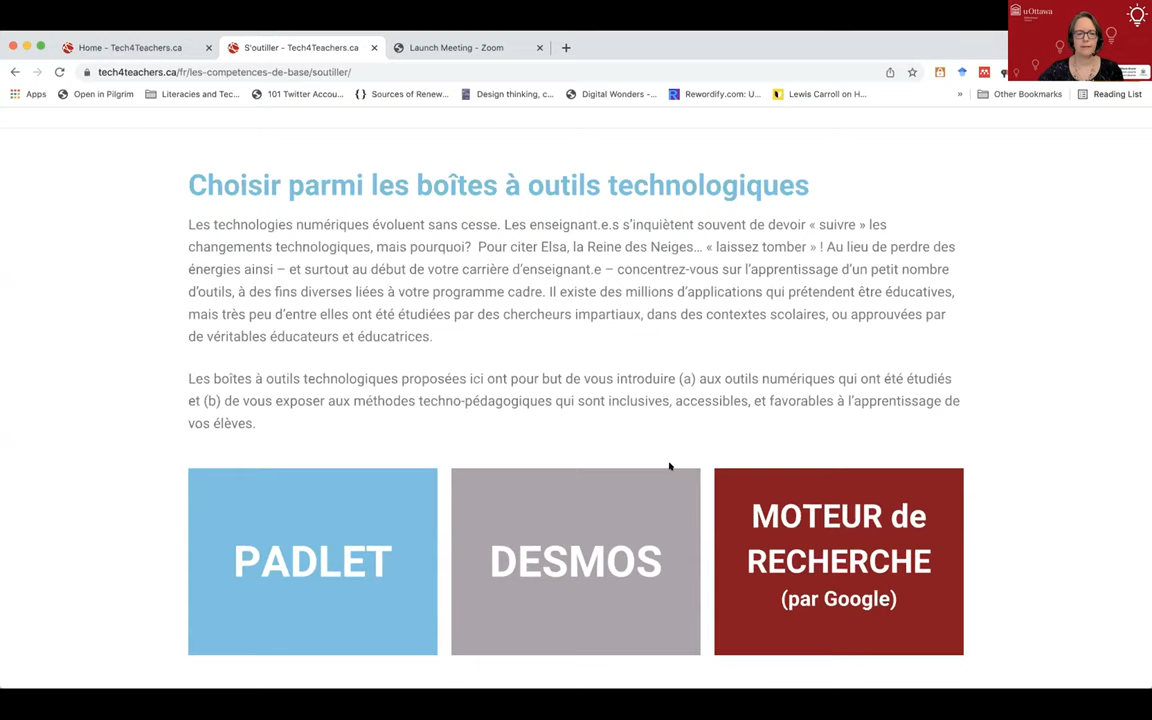 Home - Tech4Teachers.ca
S'outiller - Tech4Teachers.ca
Launch Meeting - Zoom
uOttawa
tech4teachers.ca/fr/les-competences-de-base/soutiller/
Apps
Open in Pilgrim
Literacies and Tec...
101 Twitter Accou...
Sources of Renew...
Design thinking, c...
Digital Wonders -...
Rewordify.com: U...
Lewis Carroll on H...
»
Other Bookmarks
Reading List
Choisir parmi les boîtes à outils technologiques
Les technologies numériques évoluent sans cesse. Les enseignant.e.s s'inquiètent souvent de devoir « suivre » les
changements technologiques, mais pourquoi? Pour citer Elsa, la Reine des Neiges... « laissez tomber » ! Au lieu de perdre des
énergies ainsi – et surtout au début de votre carrière d'enseignant.e – concentrez-vous sur l'apprentissage d'un petit nombre
d'outils, à des fins diverses liées à votre programme cadre. Il existe des millions d'applications qui prétendent être éducatives,
mais très peu d'entre elles ont été étudiées par des chercheurs impartiaux, dans des contextes scolaires, ou approuvées par
de véritables éducateurs et éducatrices.
Les boîtes à outils technologiques proposées ici ont pour but de vous introduire (a) aux outils numériques qui ont été étudiés
et (b) de vous exposer aux méthodes techno-pédagogiques qui sont inclusives, accessibles, et favorables à l'apprentissage de
vos élèves.
PADLET
DESMOS
MOTEUR de
RECHERCHE
(par Google)